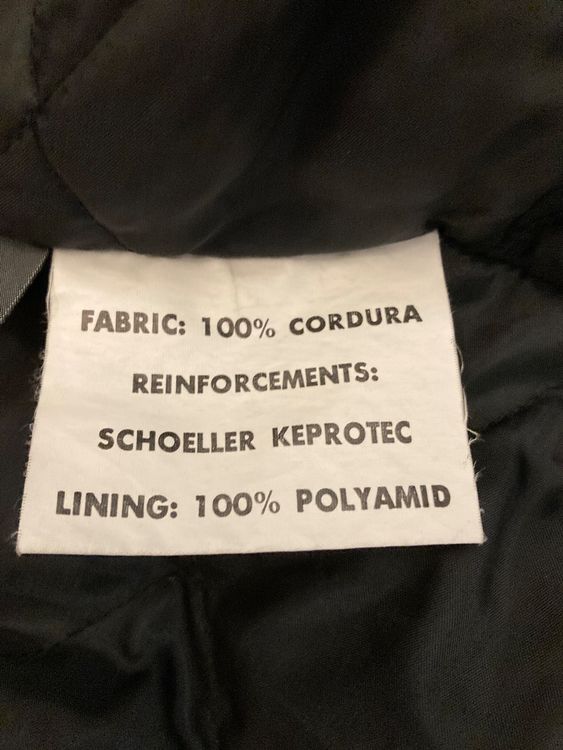 FABRIC: 100% CORDURA
REINFORCEMENTS:
SCHOELLER KEPROTEC
LINING: 100% POLYAMID